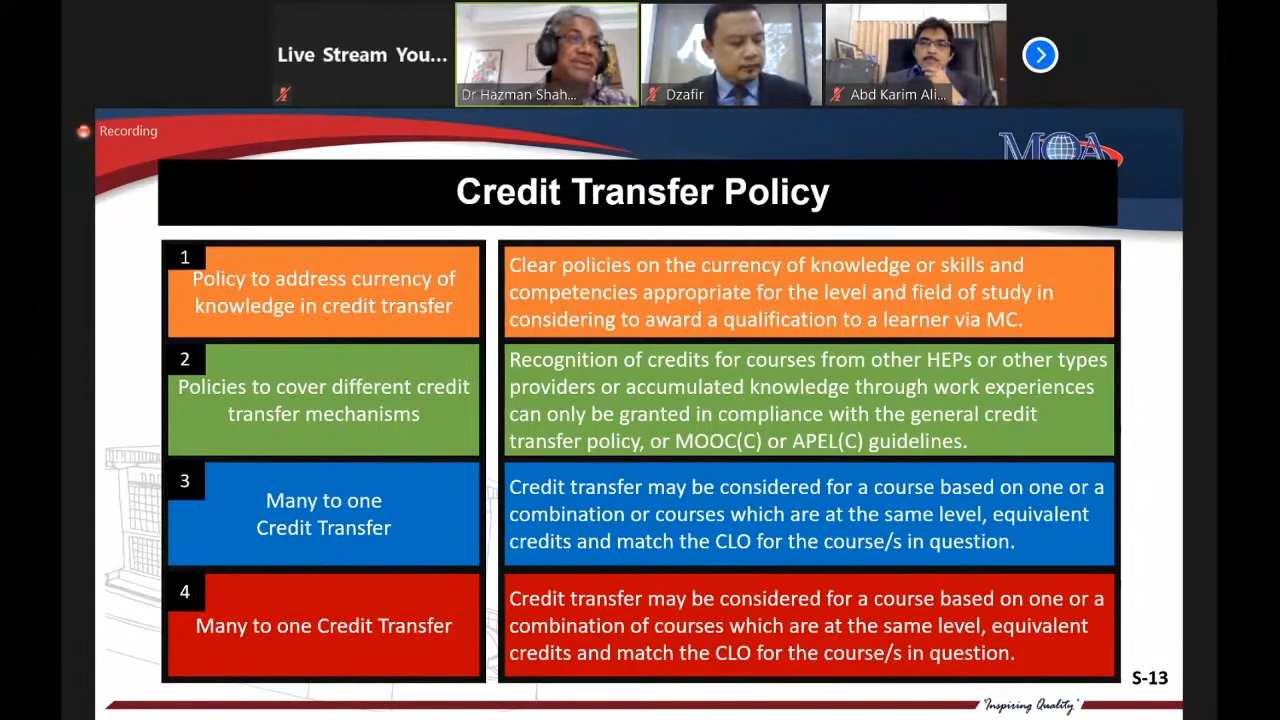 Live Stream You...
Dr Hazman Shah...
Dzafir
Abd Karim Ali...
Recording
MQA
Credit Transfer Policy
1
Policy to address currency of
knowledge in credit transfer
Clear policies on the currency of knowledge or skills and
competencies appropriate for the level and field of study in
considering to award a qualification to a learner via MC.
2
Policies to cover different credit
transfer mechanisms
Recognition of credits for courses from other HEPs or other types
providers or accumulated knowledge through work experiences
can only be granted in compliance with the general credit
transfer policy, or MOOC(C) or APEL(C) guidelines.
3
Many to one
Credit Transfer
Credit transfer may be considered for a course based on one or a
combination or courses which are at the same level, equivalent
credits and match the CLO for the course/s in question.
4
Many to one Credit Transfer
Credit transfer may be considered for a course based on one or a
combination of courses which are at the same level, equivalent
credits and match the CLO for the course/s in question.
S-13
'Inspiring Quality'